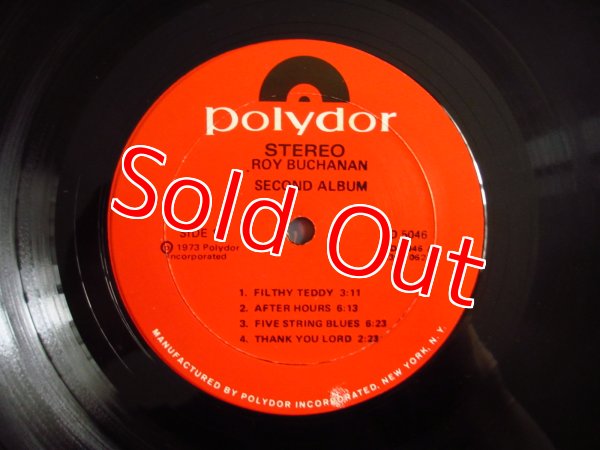 polydor
STEREO
ROY BUCHANAN
SECOND ALBUM
Sold Out
SIDE
5046
℗ 1973 Polydor
Incorporated
1. FILTHY TEDDY 3:11
2. AFTER HOURS 6:13
3. FIVE STRING BLUES 6:23
4. THANK YOU LORD 2:23
MANUFACTURED BY POLYDOR INCORPORATED, NEW YORK, N.Y.